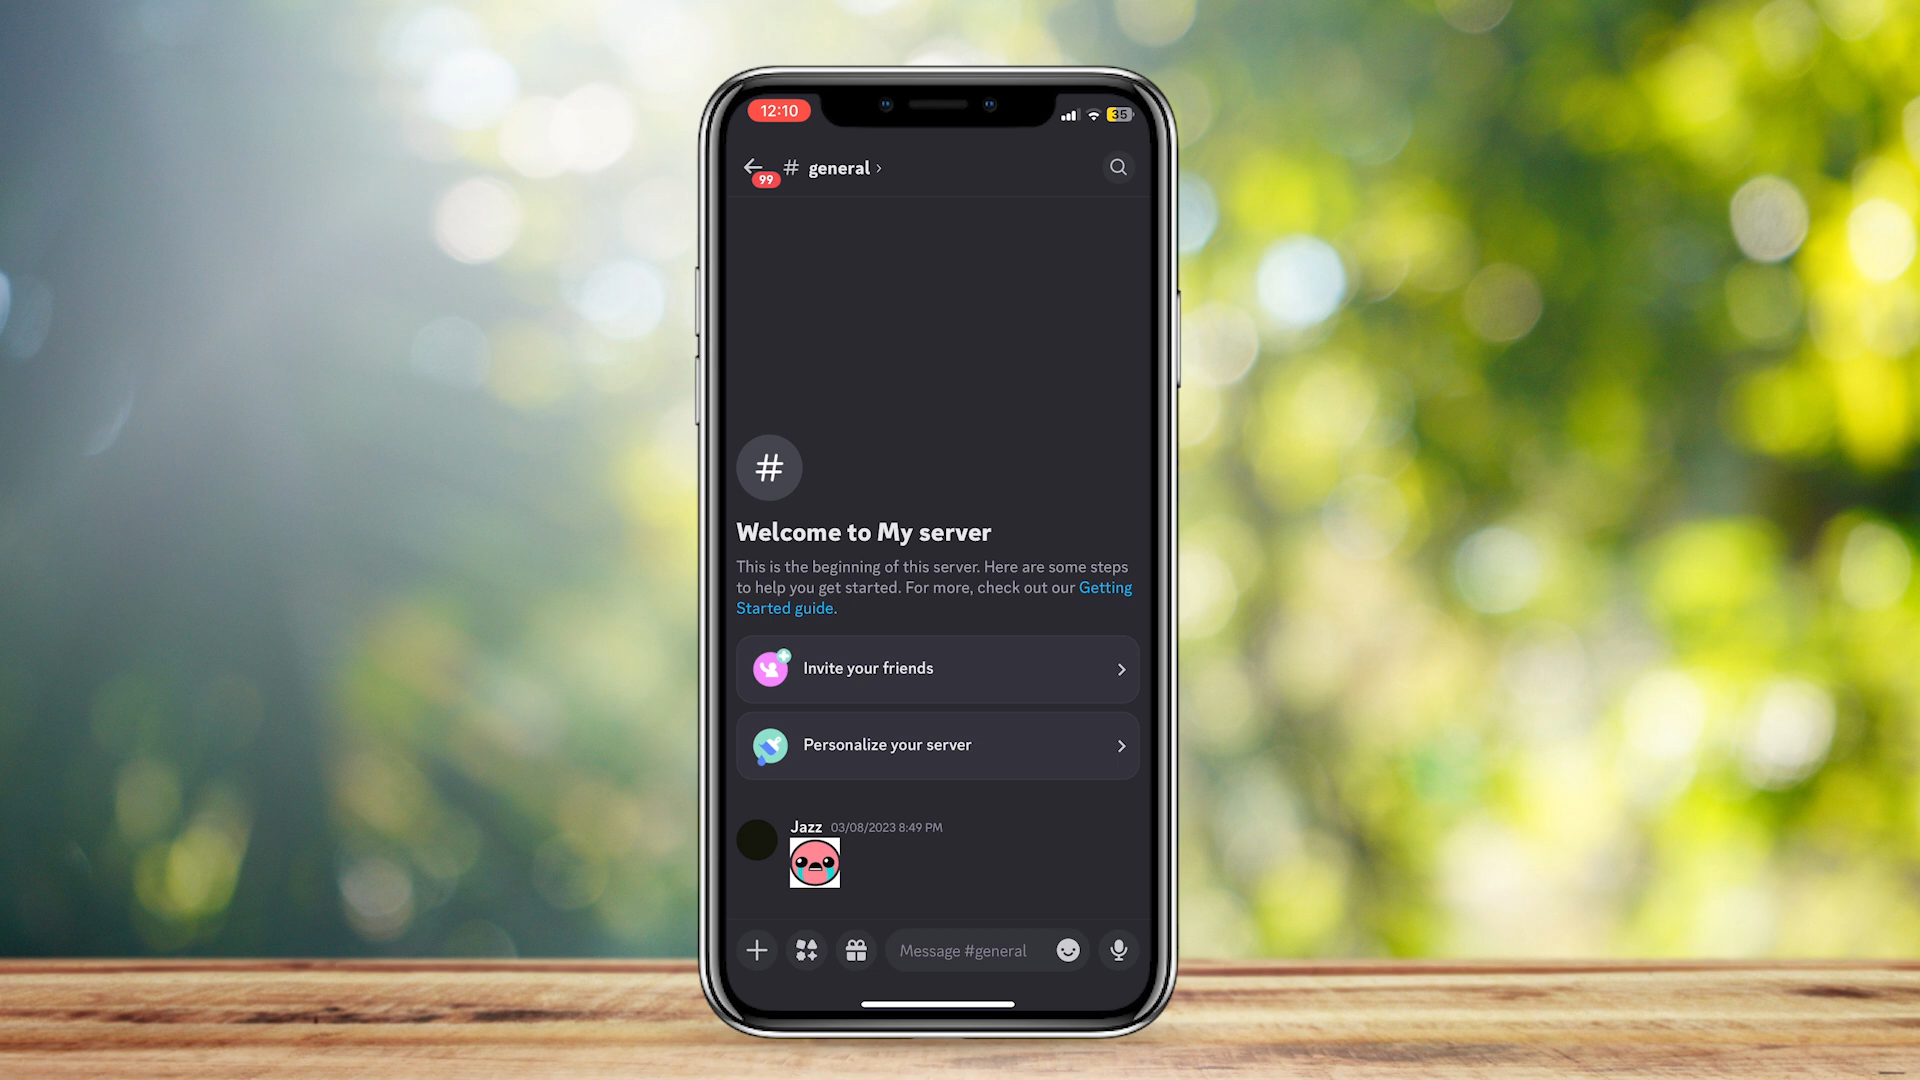 12:10
35
99
# general ›
#
Welcome to My server
This is the beginning of this server. Here are some steps
to help you get started. For more, check out our Getting
Started guide.
Invite your friends
Personalize your server
Jazz 03/08/2023 8:49 PM
Message #general